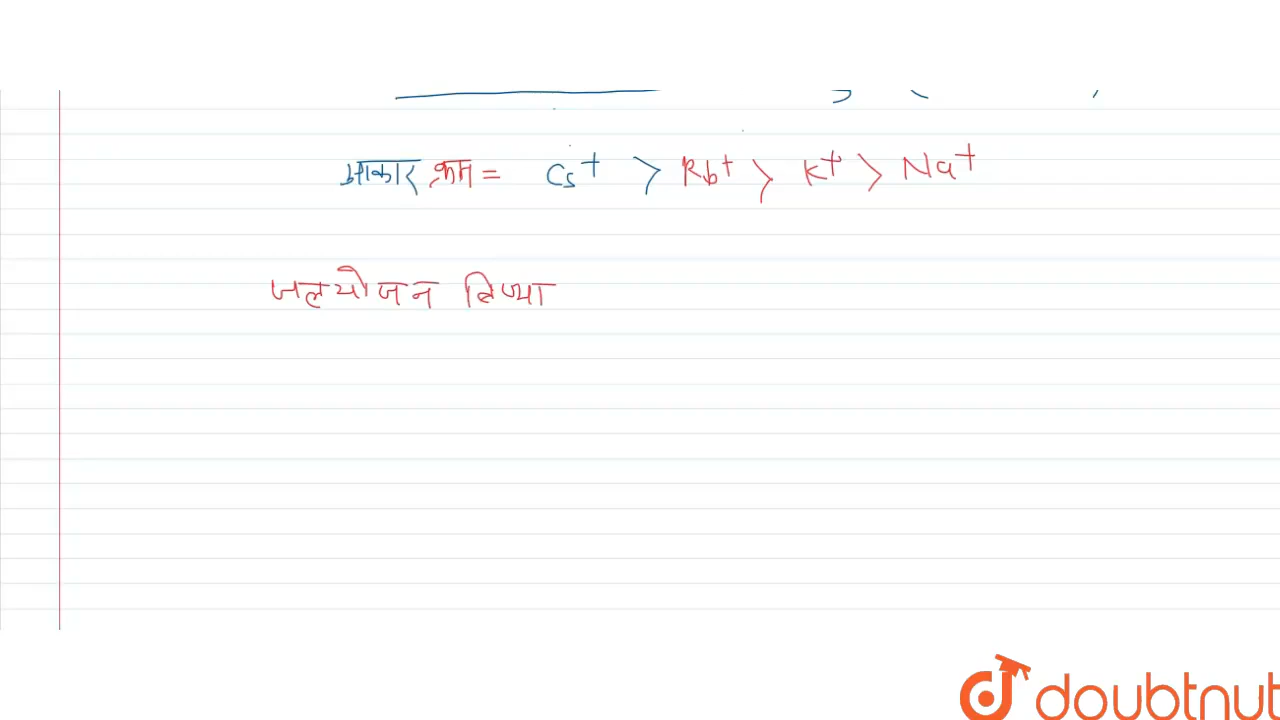 आकार क्रम = Cs⁺ > Rb⁺ > K⁺ > Na⁺
जलयोजन त्रिज्या
doubtnut